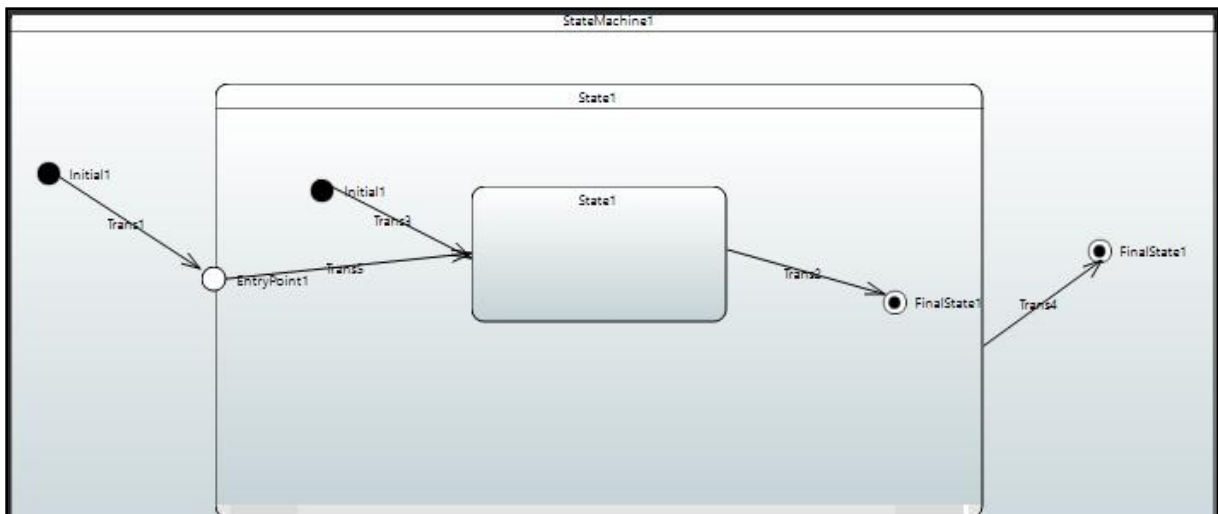 StateMachine1
State1
Initial1
Initial1
State1
Trans1
Trans3
EntryPoint1
Trans5
Trans2
FinalState1
FinalState1
Trans4